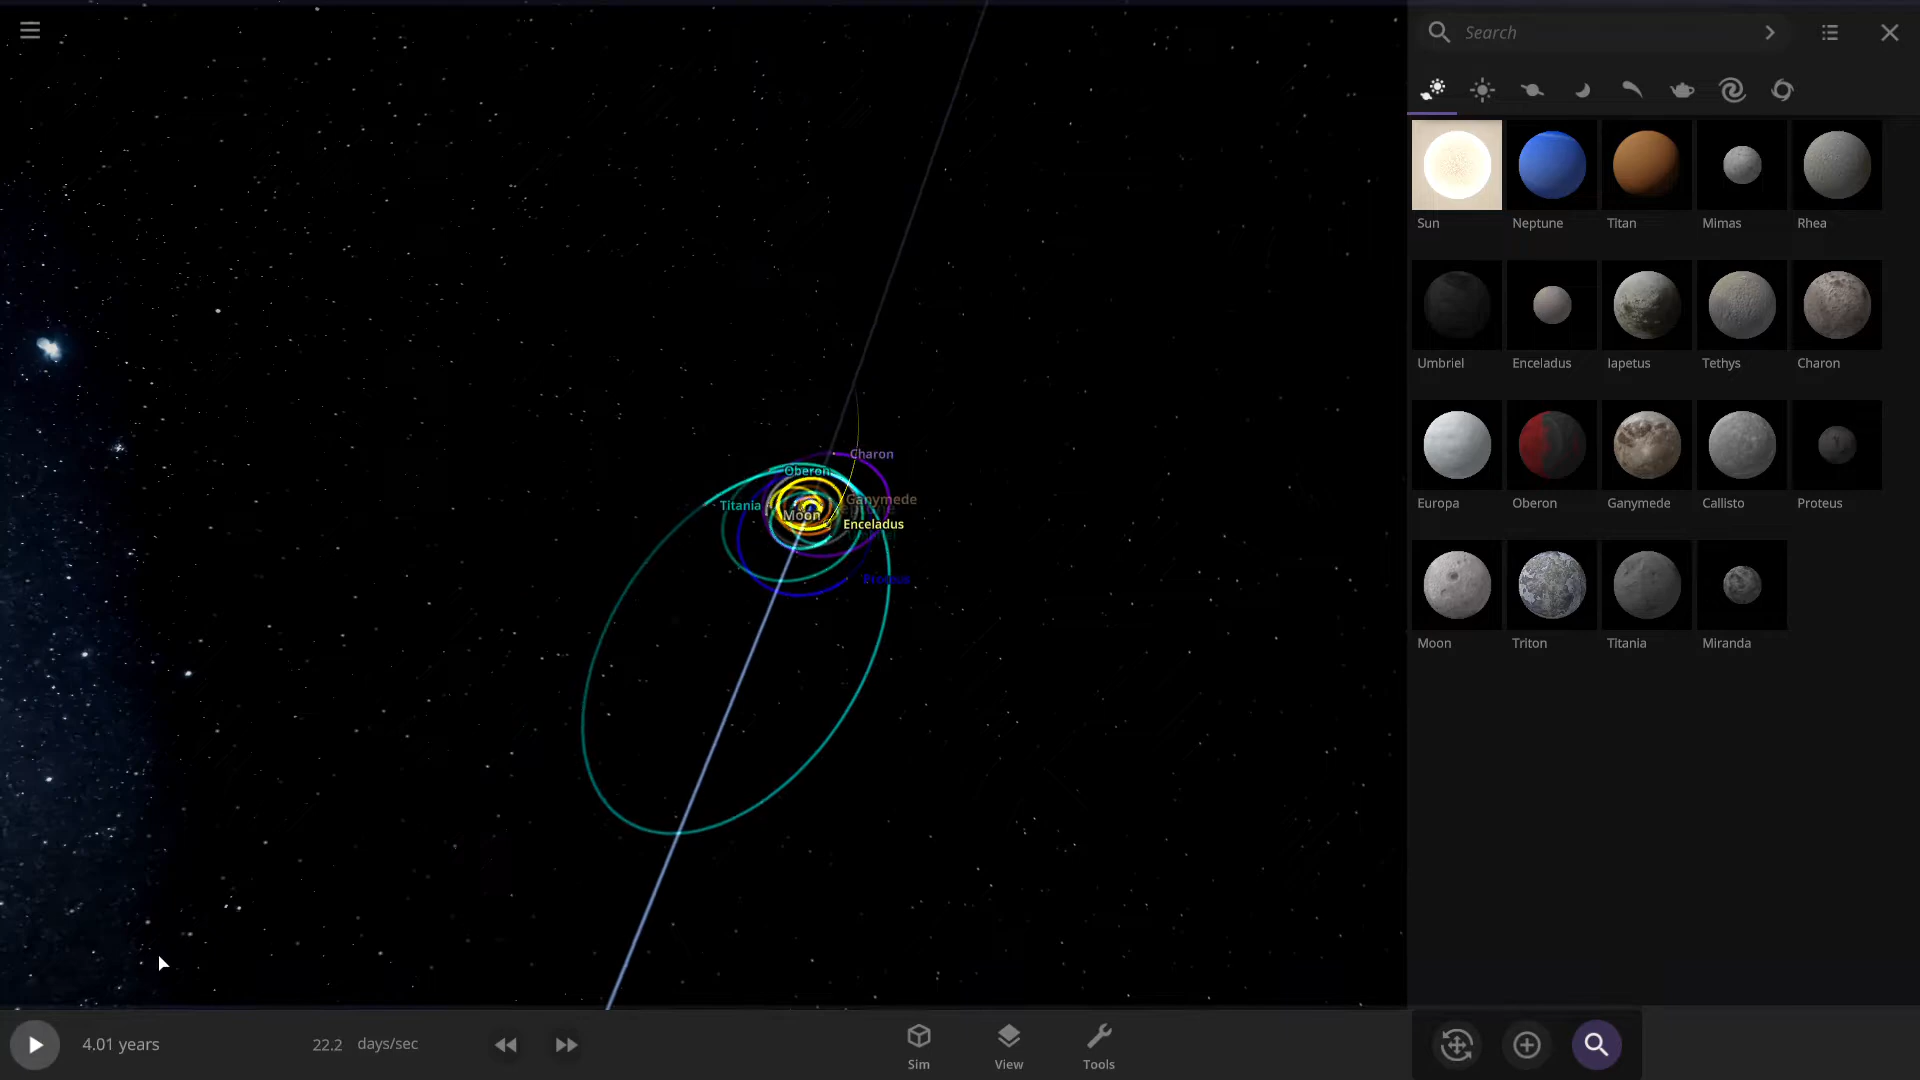 Search
Sun
Neptune
Titan
Mimas
Rhea
Umbriel
Enceladus
Iapetus
Tethys
Charon
Europa
Oberon
Ganymede
Callisto
Proteus
Moon
Triton
Titania
Miranda
Charon
Oberon
Ganymede
Titania
Moon
Enceladus
Proteus
4.01 years
22.2 days/sec
Sim
View
Tools